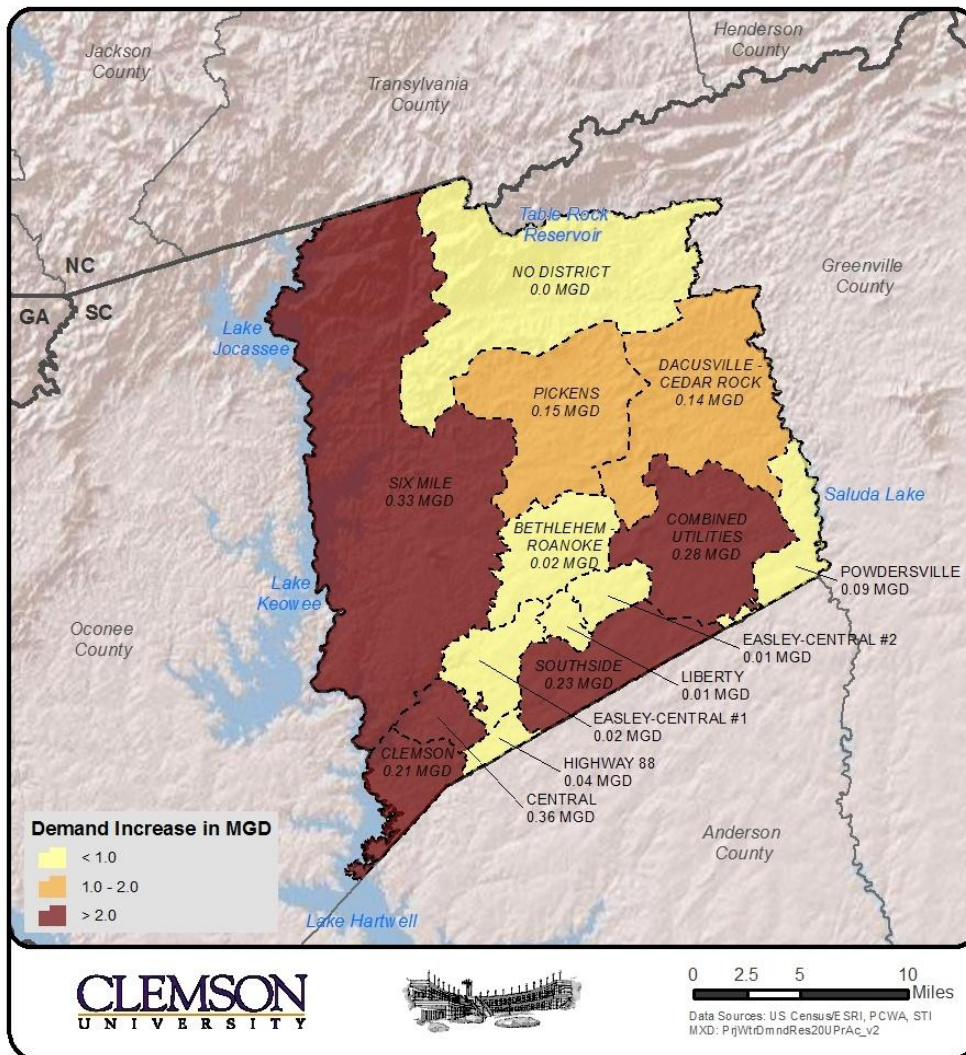 Jackson
County
Henderson
County
Transylvania
County
Table Rock
Reservoir
NO DISTRICT
0.0 MGD
Greenville
County
NC
GA
SC
Lake
Jocassee
DACUSVILLE -
CEDAR ROCK
0.14 MGD
PICKENS
0.15 MGD
SIX MILE
0.33 MGD
Saluda Lake
BETHLEHEM -
ROANOKE
0.02 MGD
COMBINED
UTILITIES
0.28 MGD
POWDERSVILLE
0.09 MGD
Lake
Keowee
Oconee
County
EASLEY-CENTRAL #2
0.01 MGD
SOUTHSIDE
0.23 MGD
LIBERTY
0.01 MGD
EASLEY-CENTRAL #1
0.02 MGD
CLEMSON
0.21 MGD
HIGHWAY 88
0.04 MGD
CENTRAL
0.36 MGD
Anderson
County
Demand Increase in MGD
< 1.0
1.0 - 2.0
> 2.0
Lake Hartwell
CLEMSON
UNIVERSITY
0 2.5 5 10
Miles
Data Sources: US Census/ESRI, PCWA, STI
MXD: PrjWtrDmndRes20UPrAc_v2